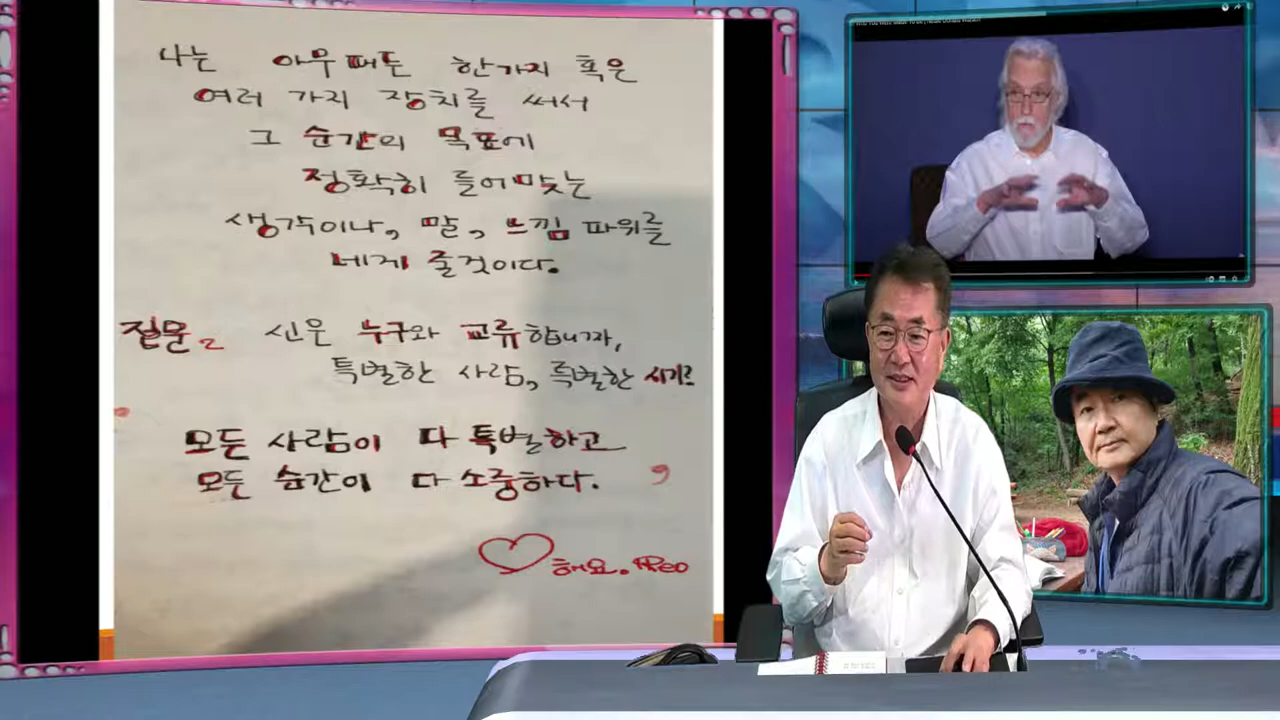 나는 아무때든 한가지 혹은
여러 가지 장치를 써서
그 순간의 목표에
정확히 들어맞는
생각이나, 말, 느낌 파워를
네게 줄것이다.
질문2 신은 누구와 교류합니까,
특별한 사람, 특별한 시기로
모든 사람이 다 특별하고
모든 순간이 다 소중하다.
해요.